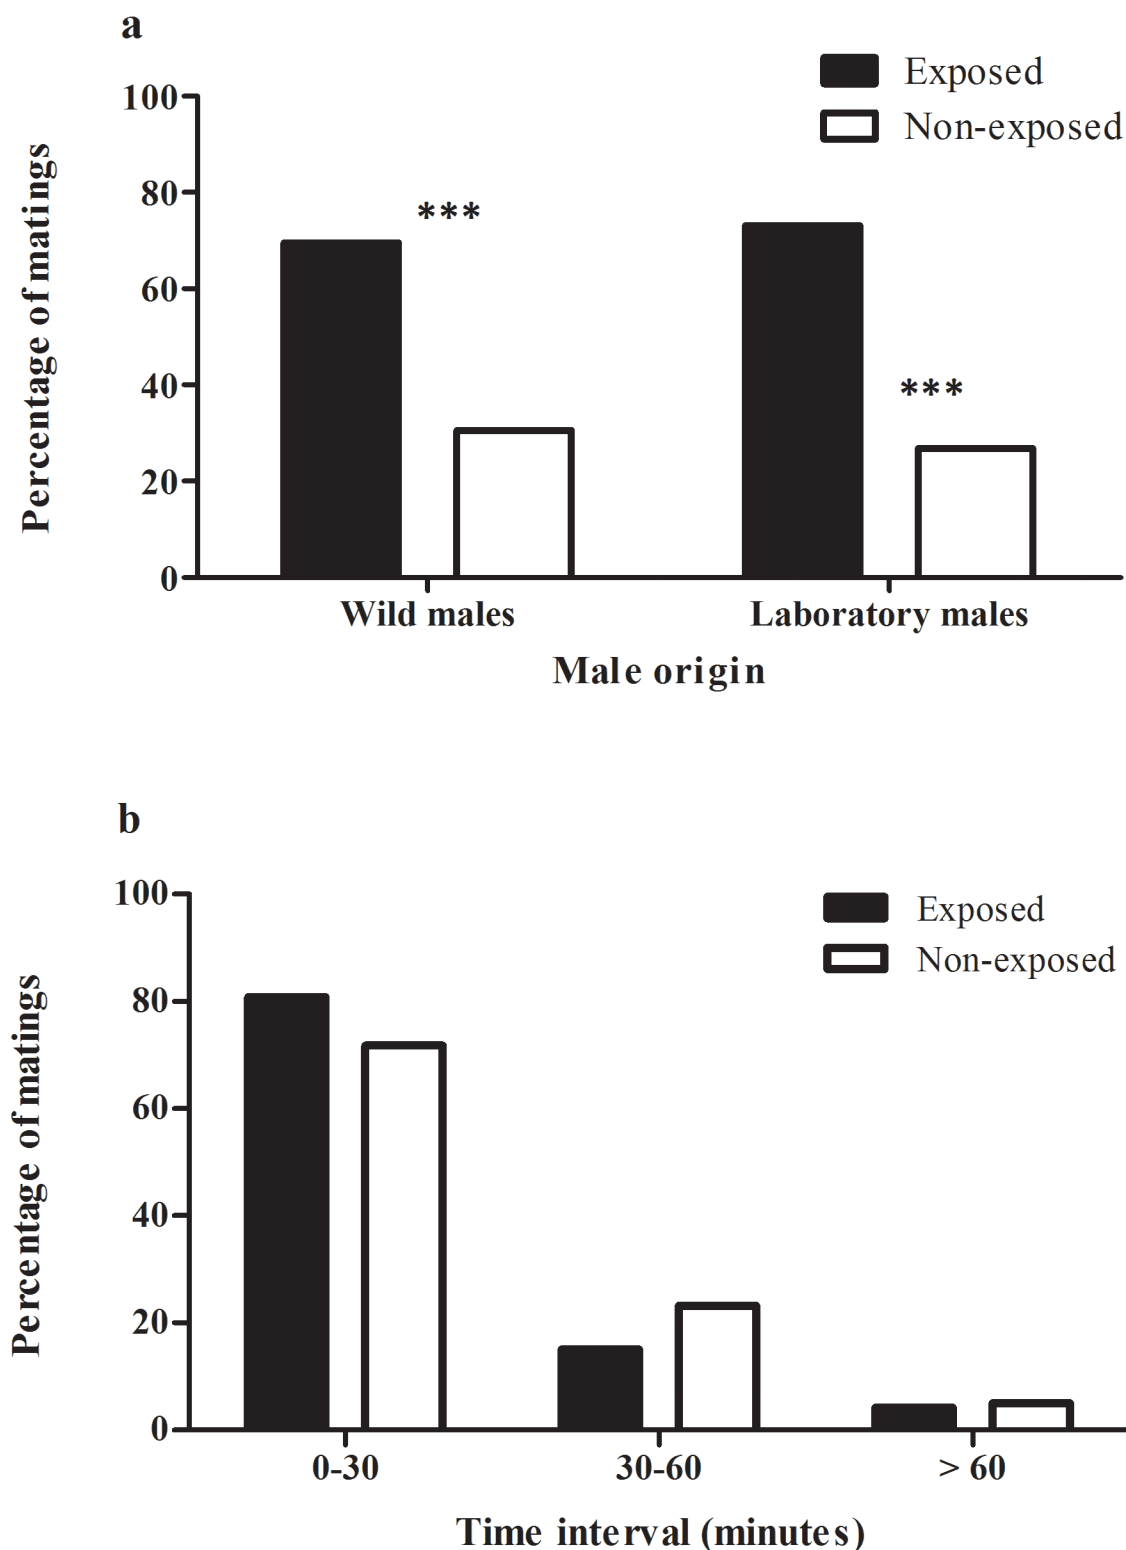 a
Exposed
Non-exposed
Percentage of matings
100
80
60
40
20
0
***
***
Wild males
Laboratory males
Male origin
b
Exposed
Non-exposed
Percentage of matings
100
80
60
40
20
0
0-30
30-60
> 60
Time interval (minutes)